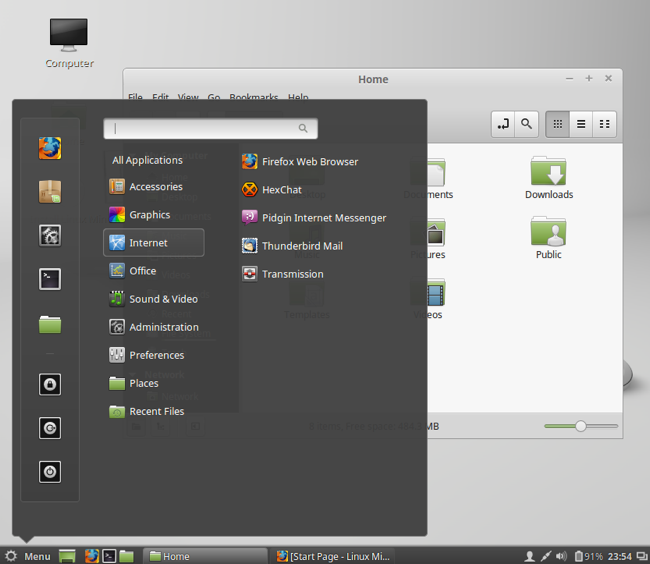 Computer
Home
File Edit View Go Bookmarks Help
All Applications
Accessories
Graphics
Internet
Office
Sound & Video
Administration
Preferences
Places
Recent Files
Firefox Web Browser
HexChat
Pidgin Internet Messenger
Thunderbird Mail
Transmission
Documents
Downloads
Pictures
Public
Templates
Videos
Menu
Home
[Start Page - Linux Mi...
91%
23:54